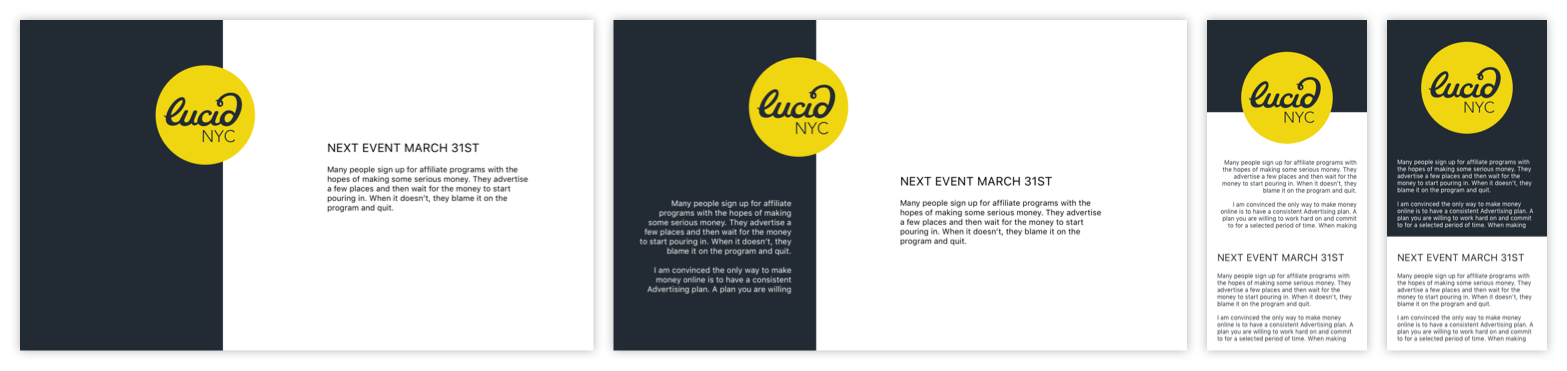 lucid
NYC
NEXT EVENT MARCH 31ST
Many people sign up for affiliate programs with the
hopes of making some serious money. They advertise
a few places and then wait for the money to start
pouring in. When it doesn't, they blame it on the
program and quit.
lucid
NYC
Many people sign up for affiliate
programs with the hopes of making
some serious money. They advertise a
few places and then wait for the money
to start pouring in. When it doesn't, they
blame it on the program and quit.
I am convinced the only way to make
money online is to have a consistent
Advertising plan. A plan you are willing
NEXT EVENT MARCH 31ST
Many people sign up for affiliate programs with the
hopes of making some serious money. They advertise
a few places and then wait for the money to start
pouring in. When it doesn't, they blame it on the
program and quit.
lucid
NYC
Many people sign up for affiliate programs with
the hopes of making some serious money. They
advertise a few places and then wait for the
money to start pouring in. When it doesn't, they
blame it on the program and quit.
I am convinced the only way to make money
online is to have a consistent Advertising plan. A
plan you are willing to work hard on and commit
to for a selected period of time. When making
NEXT EVENT MARCH 31ST
Many people sign up for affiliate programs with
the hopes of making some serious money. They
advertise a few places and then wait for the
money to start pouring in. When it doesn't, they
blame it on the program and quit.
I am convinced the only way to make money
online is to have a consistent Advertising plan. A
plan you are willing to work hard on and commit
to for a selected period of time. When making
lucid
NYC
Many people sign up for affiliate programs with
the hopes of making some serious money. They
advertise a few places and then wait for the
money to start pouring in. When it doesn't, they
blame it on the program and quit.
I am convinced the only way to make money
online is to have a consistent Advertising plan. A
plan you are willing to work hard on and commit
to for a selected period of time. When making
NEXT EVENT MARCH 31ST
Many people sign up for affiliate programs with
the hopes of making some serious money. They
advertise a few places and then wait for the
money to start pouring in. When it doesn't, they
blame it on the program and quit.
I am convinced the only way to make money
online is to have a consistent Advertising plan. A
plan you are willing to work hard on and commit
to for a selected period of time. When making